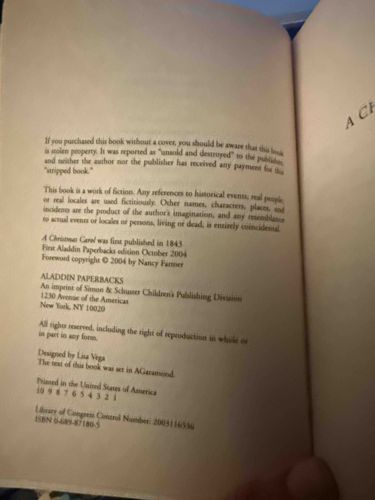 If you purchased this book without a cover, you should be aware that this book
is stolen property. It was reported as "unsold and destroyed" to the publisher,
and neither the author nor the publisher has received any payment for this
"stripped book."
This book is a work of fiction. Any references to historical events, real people,
or real locales are used fictitiously. Other names, characters, places, and
incidents are the product of the author's imagination, and any resemblance
to actual events or locales or persons, living or dead, is entirely coincidental.
A Christmas Carol was first published in 1843
First Aladdin Paperbacks edition October 2004
Foreword copyright © 2004 by Nancy Farmer
ALADDIN PAPERBACKS
An imprint of Simon & Schuster Children's Publishing Division
1230 Avenue of the Americas
New York, NY 10020
All rights reserved, including the right of reproduction in whole or
in part in any form.
Designed by Lisa Vega
The text of this book was set in AGaramond.
Printed in the United States of America
10 9 8 7 6 5 4 3 2 1
Library of Congress Control Number: 2003116536
ISBN 0-689-87180-5
A CH